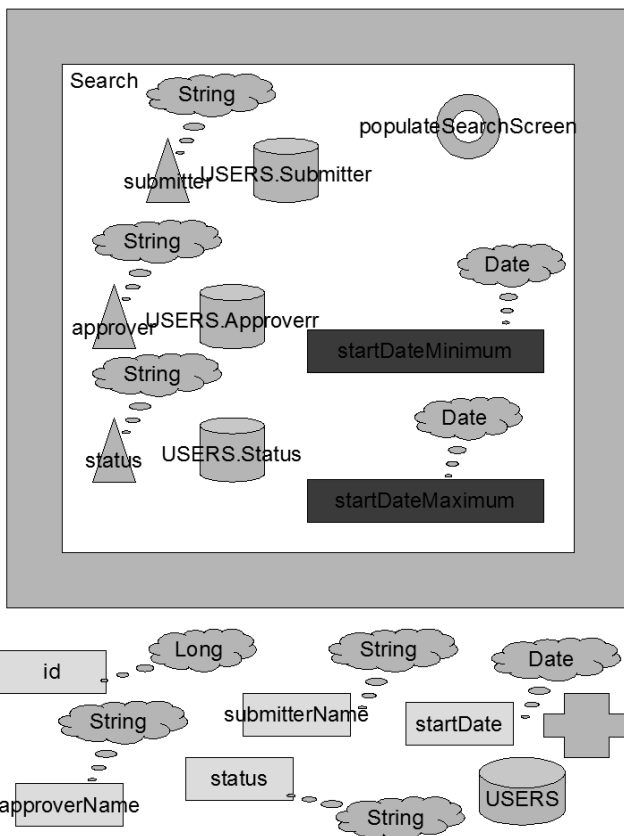 Search
String
populateSearchScreen
submitter
USERS.Submitter
String
Date
approver
USERS.Approverr
startDateMinimum
String
Date
status
USERS.Status
startDateMaximum
id
Long
String
Date
String
submitterName
startDate
status
USERS
approverName
String